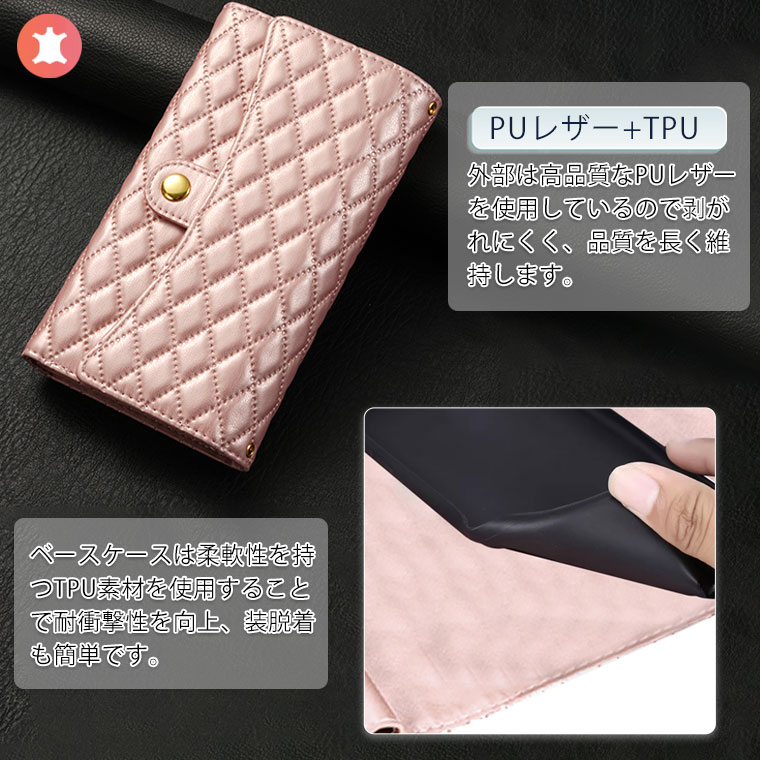 PUレザー+TPU
外部は高品質なPUレザー
を使用しているので剥が
れにくく、品質を長く維
持します。
ベースケースは柔軟性を持
つTPU素材を使用すること
で耐衝撃性を向上、装脱着
も簡単です。